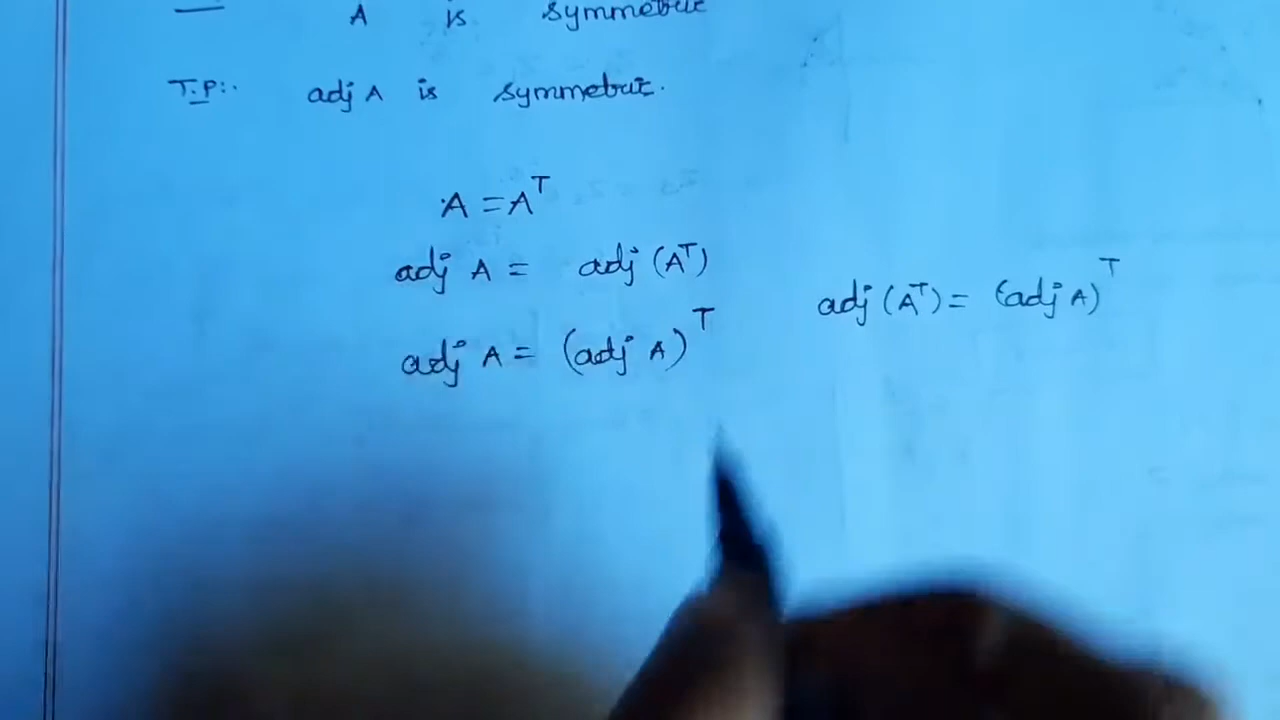 A is symmetric
T.P:. adj A is symmetric.
A = A^T
adj A = adj (A^T)
adj (A^T) = (adj A)^T
adj A = (adj A)^T